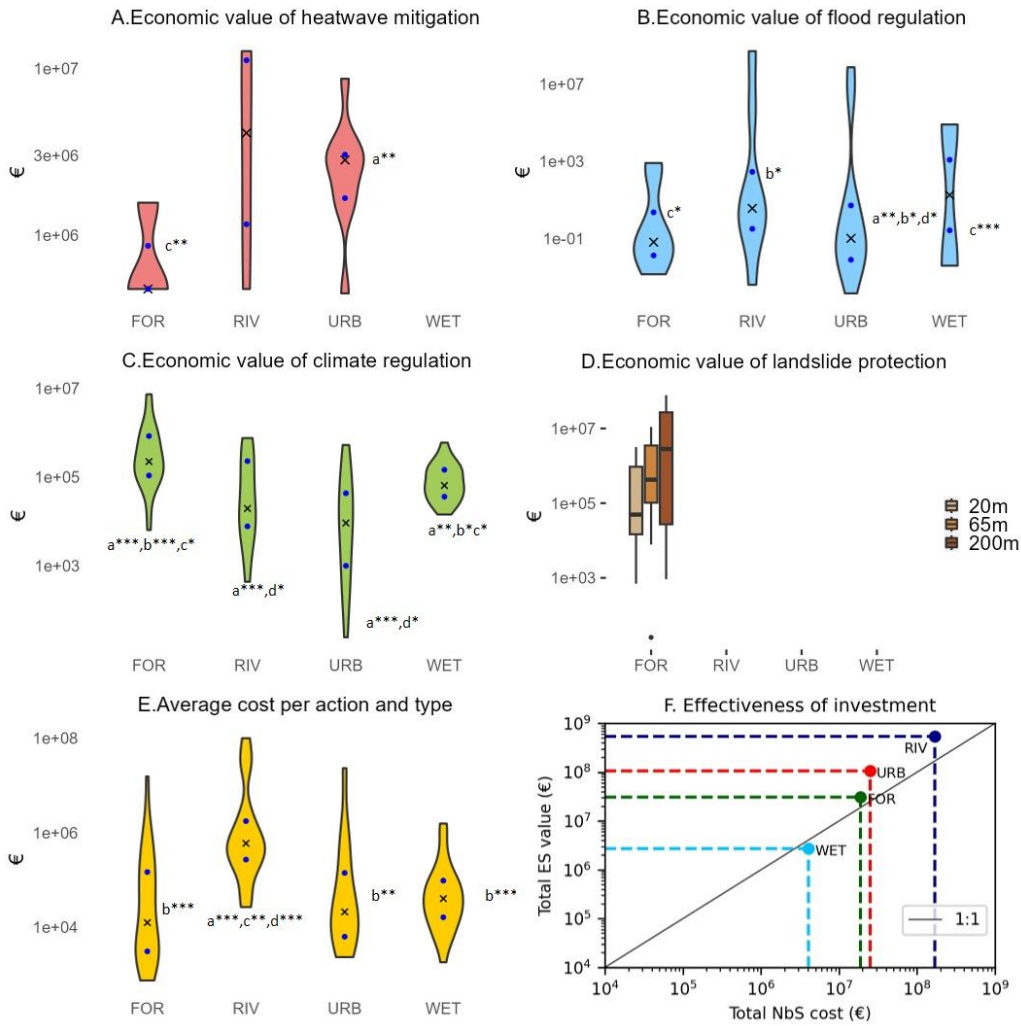 A.Economic value of heatwave mitigation
1e+07
3e+06
1e+06
€
c**
a**
FOR RIV URB WET
B.Economic value of flood regulation
1e+07
1e+03
1e-01
€
c*
b*
a**,b*,d*
c***
FOR RIV URB WET
C.Economic value of climate regulation
1e+07
1e+05
1e+03
€
a***,b***,c*
a***,d*
a***,d*
a**,b*c*
FOR RIV URB WET
D.Economic value of landslide protection
1e+07
1e+05
1e+03
€
20m
65m
200m
FOR RIV URB WET
E.Average cost per action and type
1e+08
1e+06
1e+04
€
b***
a***,c**,d***
b**
b***
FOR RIV URB WET
F. Effectiveness of investment
10⁹
10⁸
10⁷
10⁶
10⁵
10⁴
Total ES value (€)
RIV
URB
FOR
WET
1:1
10⁴ 10⁵ 10⁶ 10⁷ 10⁸ 10⁹
Total NbS cost (€)